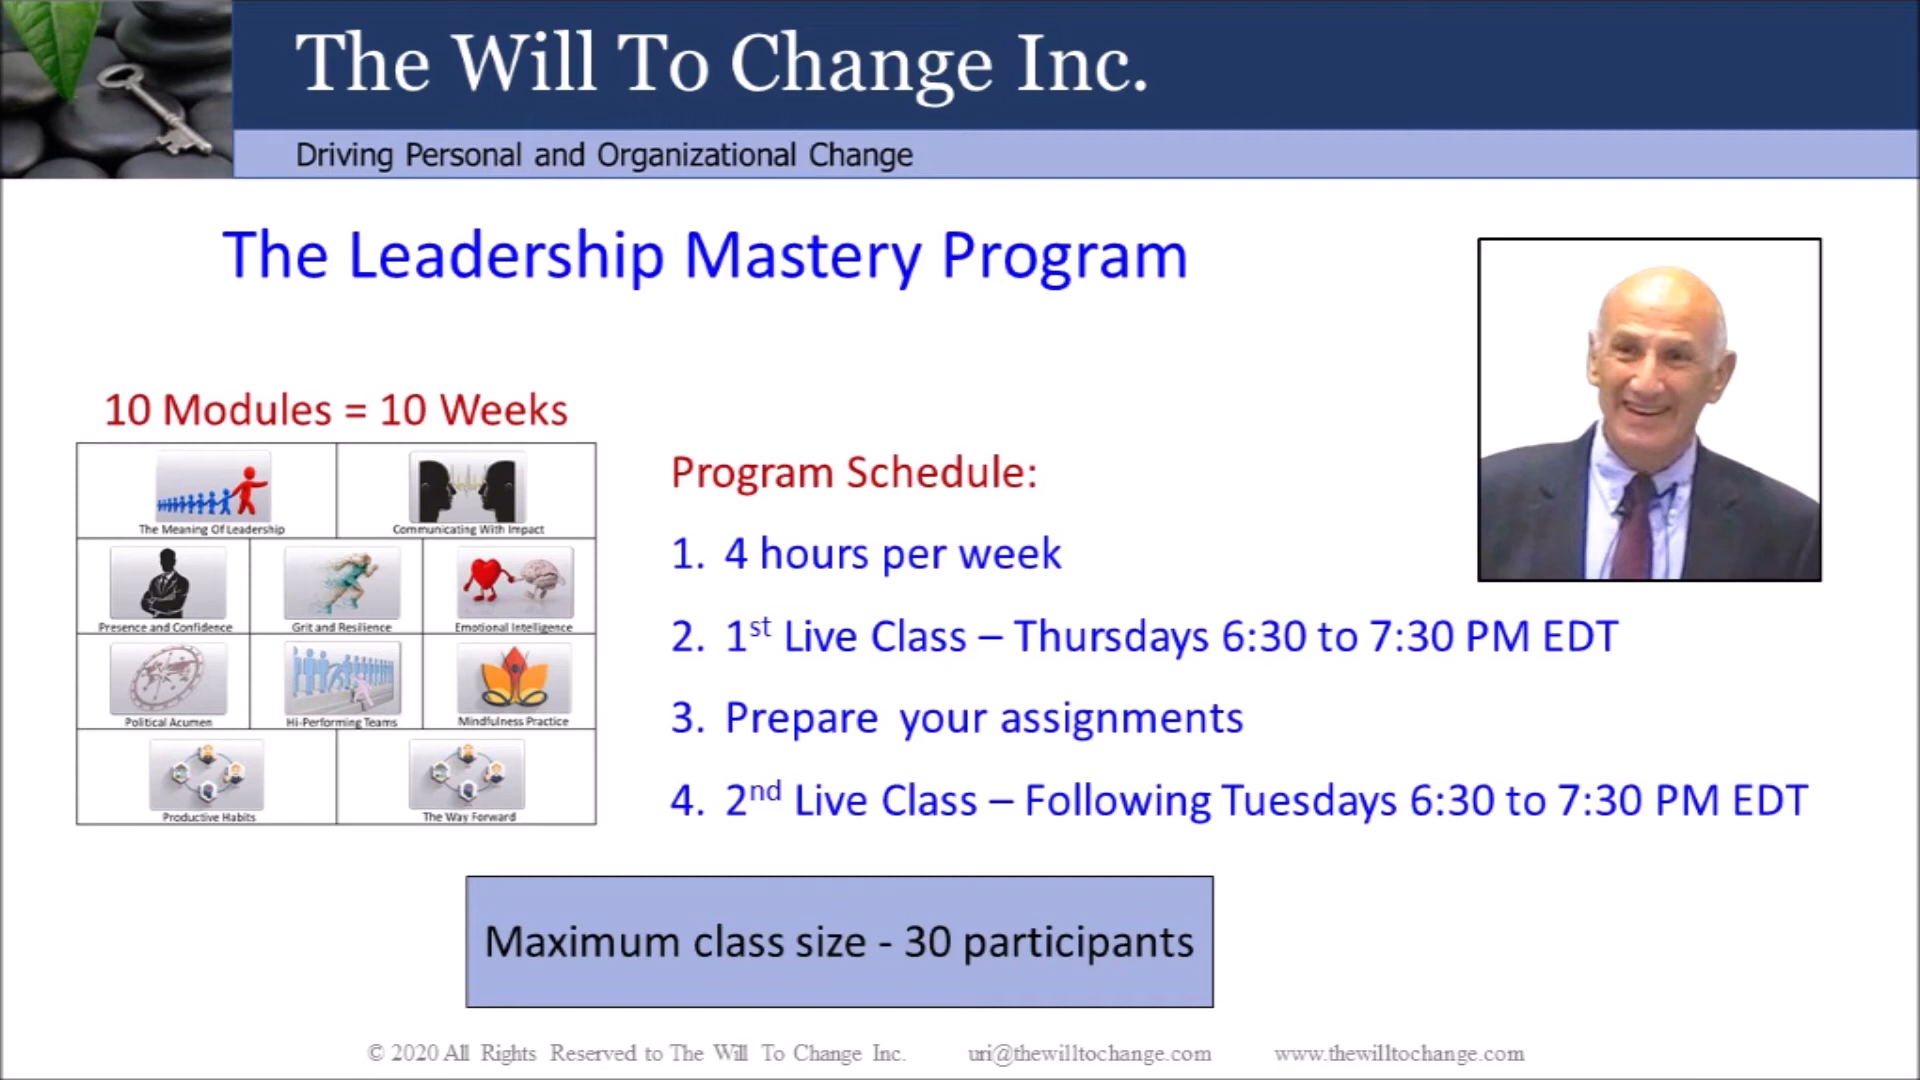 The Will To Change Inc.
Driving Personal and Organizational Change
The Leadership Mastery Program
10 Modules = 10 Weeks
The Meaning Of Leadership
Communicating With Impact
Presence and Confidence
Grit and Resilience
Emotional Intelligence
Political Acumen
Hi-Performing Teams
Mindfulness Practice
Productive Habits
The Way Forward
Program Schedule:
1. 4 hours per week
2. 1st Live Class – Thursdays 6:30 to 7:30 PM EDT
3. Prepare your assignments
4. 2nd Live Class – Following Tuesdays 6:30 to 7:30 PM EDT
Maximum class size - 30 participants
© 2020 All Rights Reserved to The Will To Change Inc. uri@thewilltochange.com www.thewilltochange.com